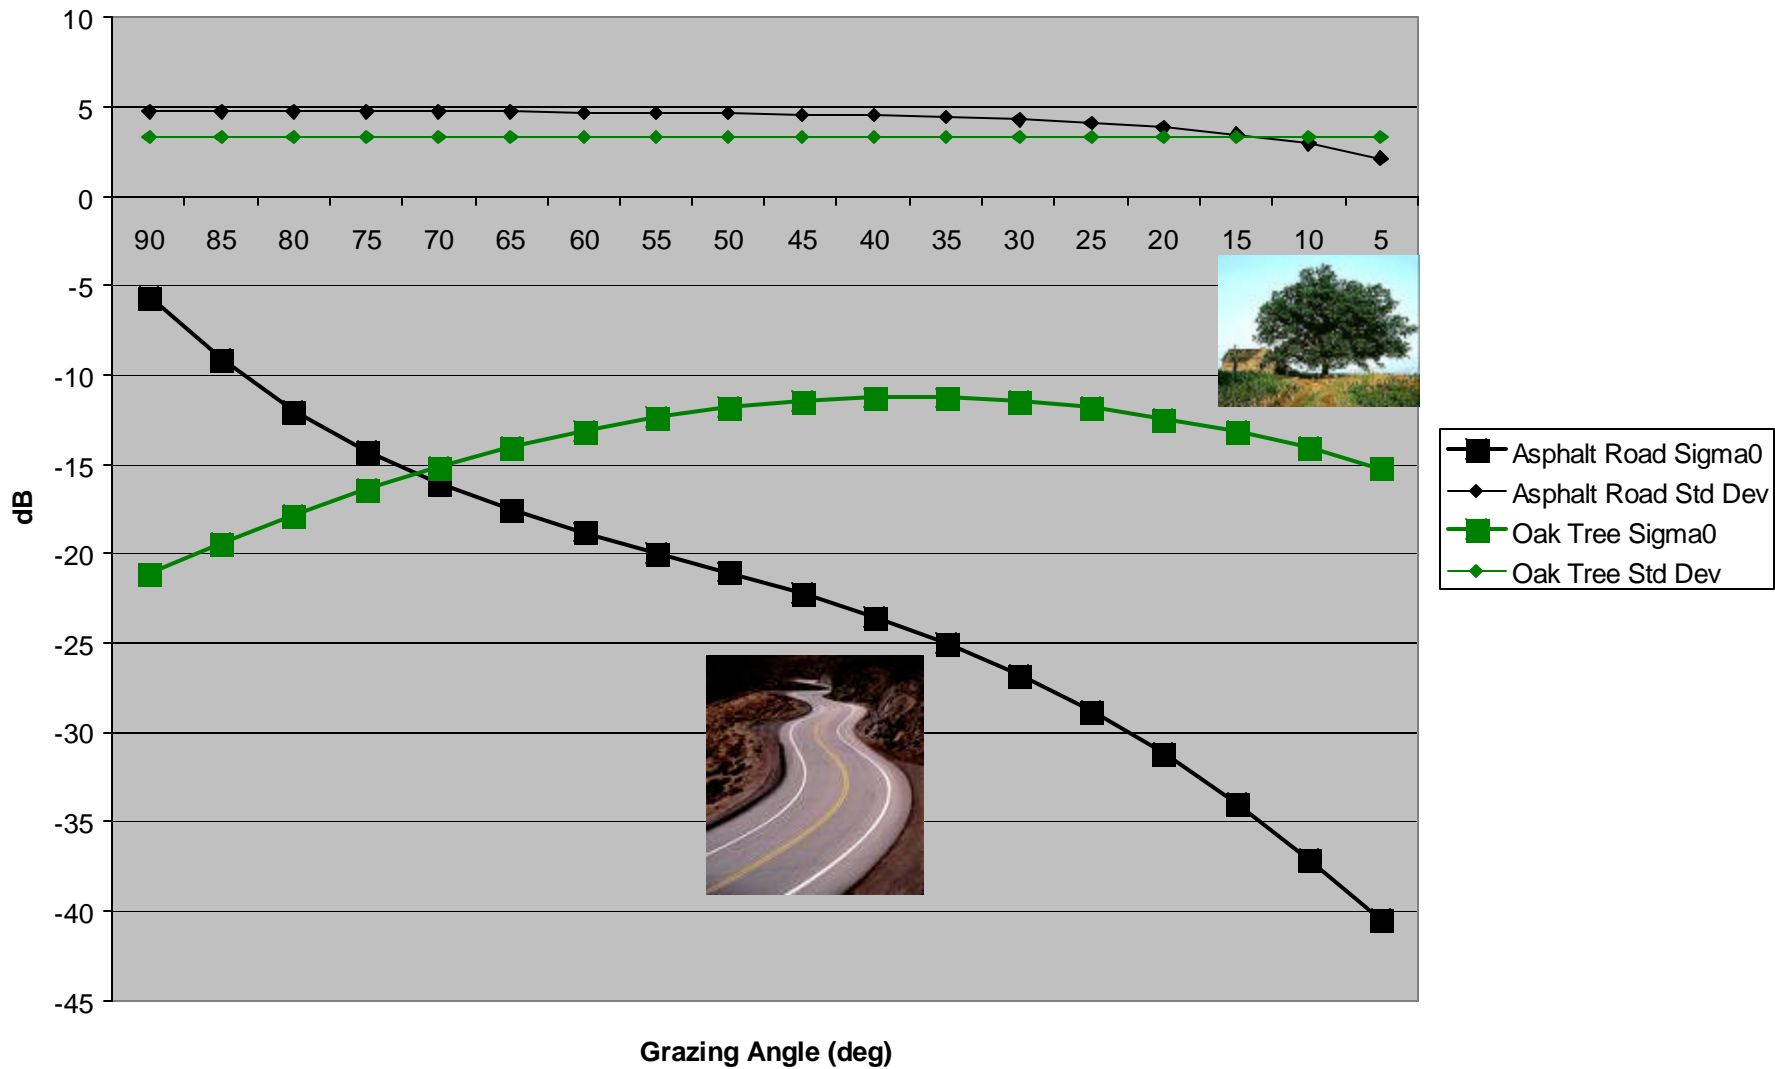 10
5
0
90 85 80 75 70 65 60 55 50 45 40 35 30 25 20 15 10 5
-5
-10
-15
-20
-25
-30
-35
-40
-45
dB
Grazing Angle (deg)
Asphalt Road Sigma0
Asphalt Road Std Dev
Oak Tree Sigma0
Oak Tree Std Dev